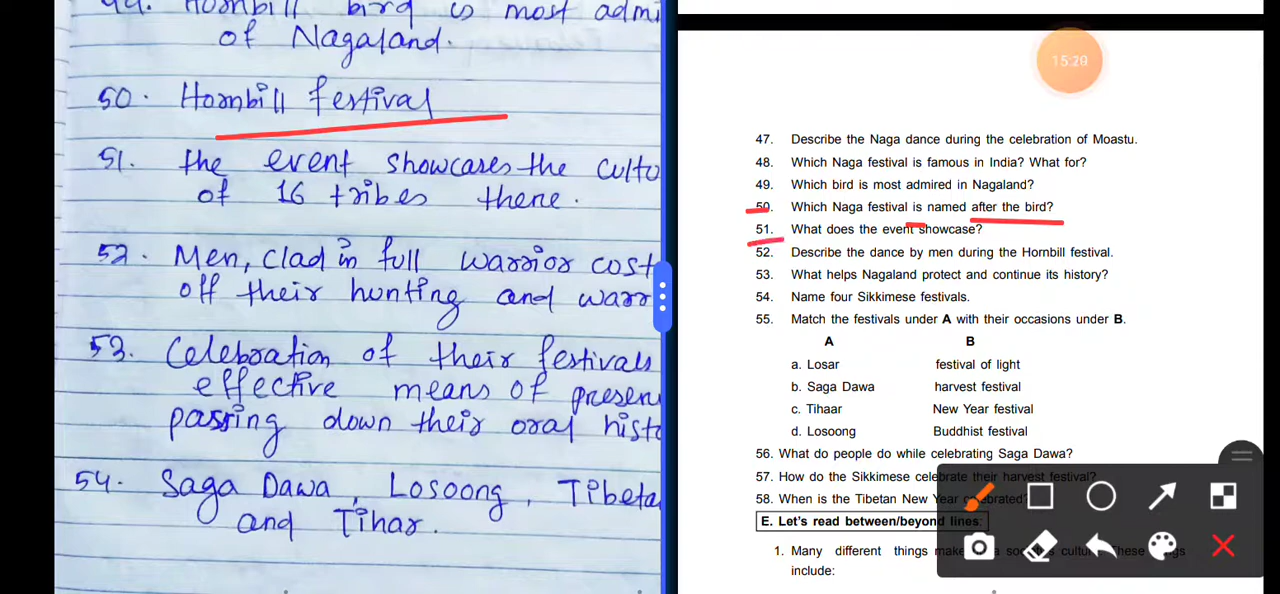 Hornbill bird is most admi
of Nagaland.
50. Hornbill festival
51. the event showcases the cultu
of 16 tribes there.
52. Men, clad in full warrior cost
off their hunting and warr
53. Celebration of their festivals
effective means of preser
passing down their oral histo
54. Saga Dawa, Losoong, Tibeta
and Tihar.
15:29
47. Describe the Naga dance during the celebration of Moastu.
48. Which Naga festival is famous in India? What for?
49. Which bird is most admired in Nagaland?
50. Which Naga festival is named after the bird?
51. What does the event showcase?
52. Describe the dance by men during the Hornbill festival.
53. What helps Nagaland protect and continue its history?
54. Name four Sikkimese festivals.
55. Match the festivals under A with their occasions under B.
A B
a. Losar festival of light
b. Saga Dawa harvest festival
c. Tihaar New Year festival
d. Losoong Buddhist festival
56. What do people do while celebrating Saga Dawa?
57. How do the Sikkimese celebrate their harvest festival?
58. When is the Tibetan New Year celebrated?
E. Let's read between/beyond lines:
1. Many different things make a cultu These
include: